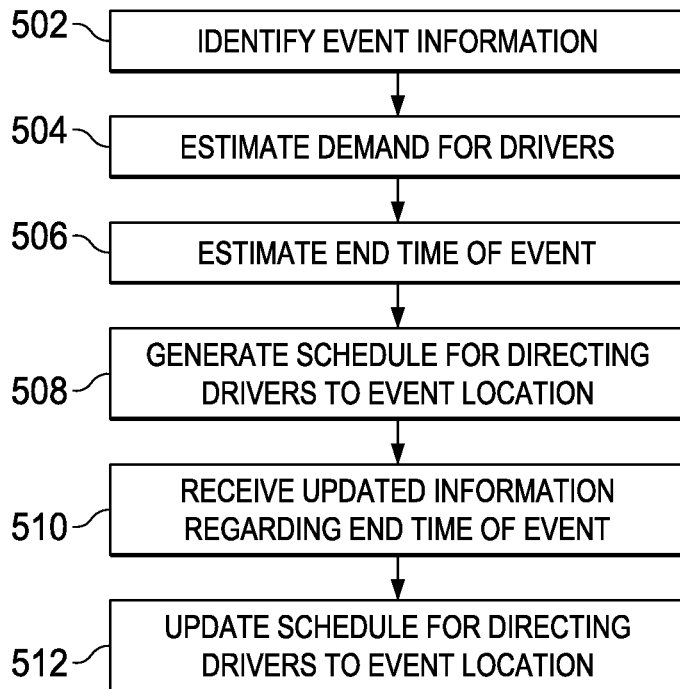 502
IDENTIFY EVENT INFORMATION
504
ESTIMATE DEMAND FOR DRIVERS
506
ESTIMATE END TIME OF EVENT
508
GENERATE SCHEDULE FOR DIRECTING
DRIVERS TO EVENT LOCATION
510
RECEIVE UPDATED INFORMATION
REGARDING END TIME OF EVENT
512
UPDATE SCHEDULE FOR DIRECTING
DRIVERS TO EVENT LOCATION